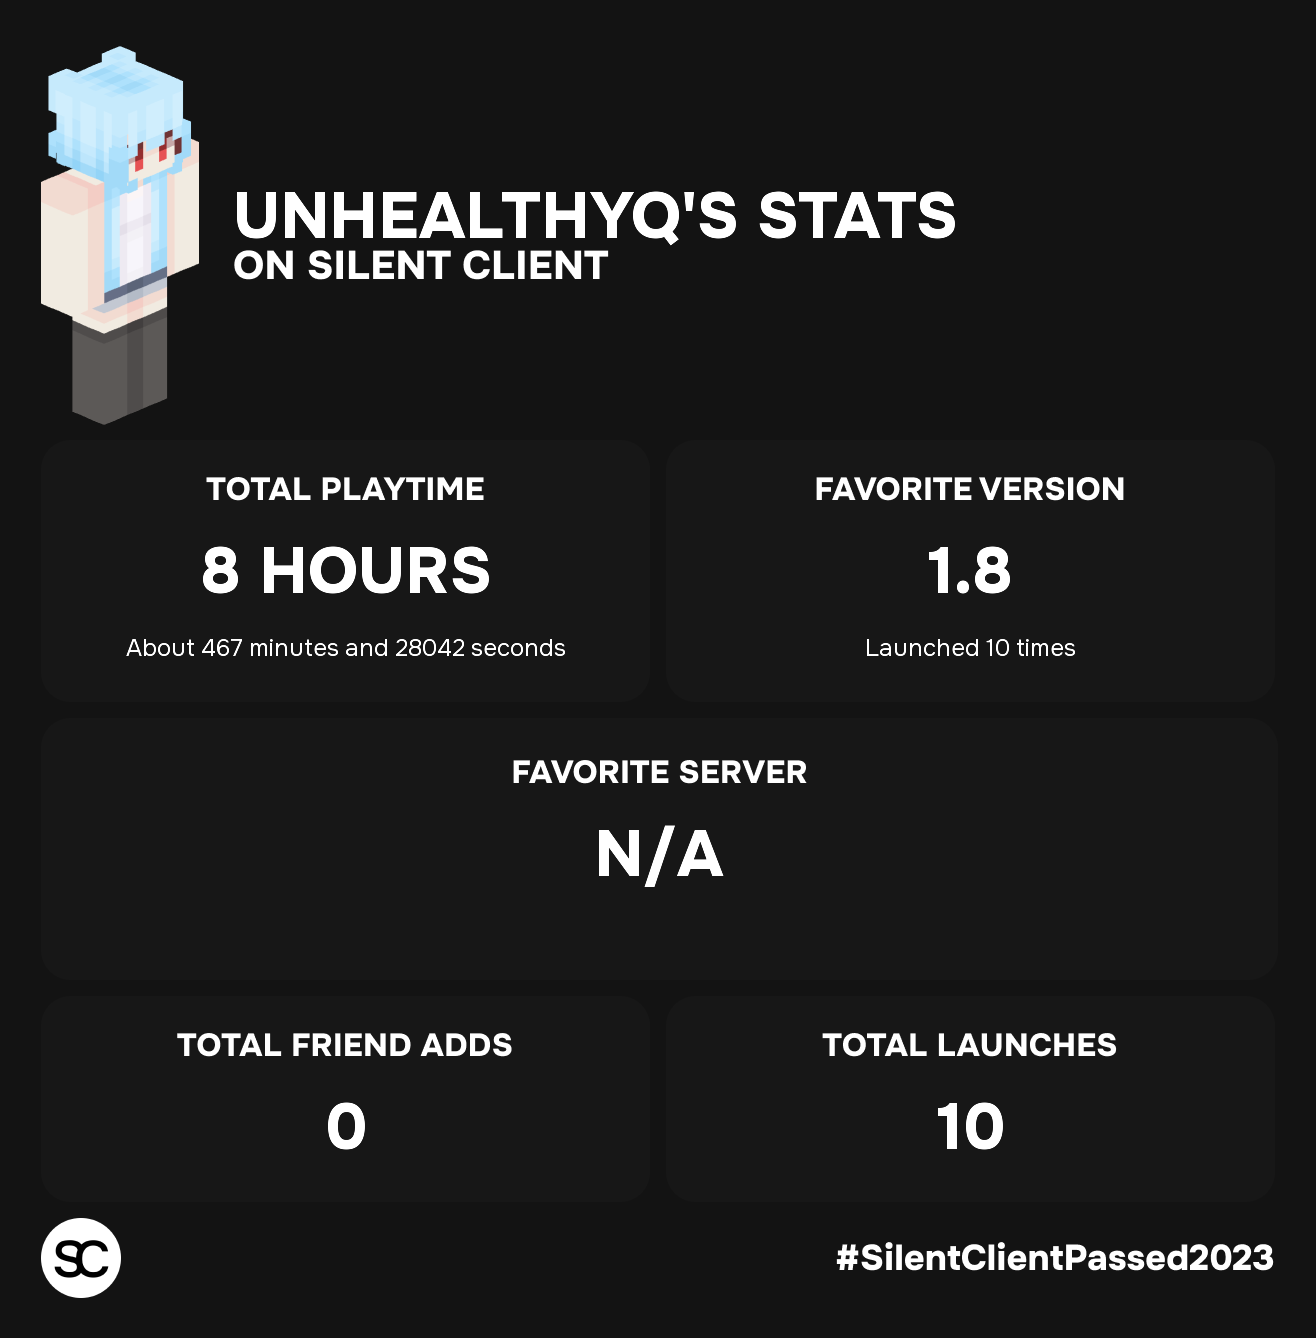 UNHEALTHYQ'S STATS
ON SILENT CLIENT
TOTAL PLAYTIME
8 HOURS
About 467 minutes and 28042 seconds
FAVORITE VERSION
1.8
Launched 10 times
FAVORITE SERVER
N/A
TOTAL FRIEND ADDS
0
TOTAL LAUNCHES
10
SC
#SilentClientPassed2023